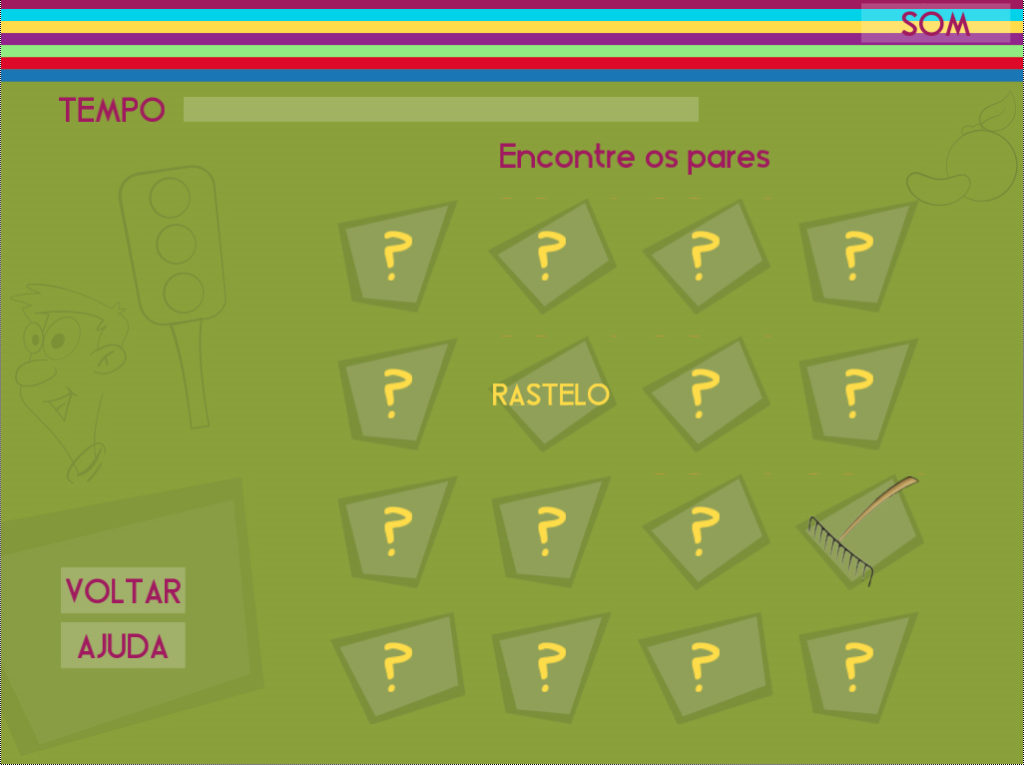 SOM
TEMPO
Encontre os pares
? ? ? ?
? RASTELO ? ?
? ? ?
? ? ? ?
VOLTAR
AJUDA